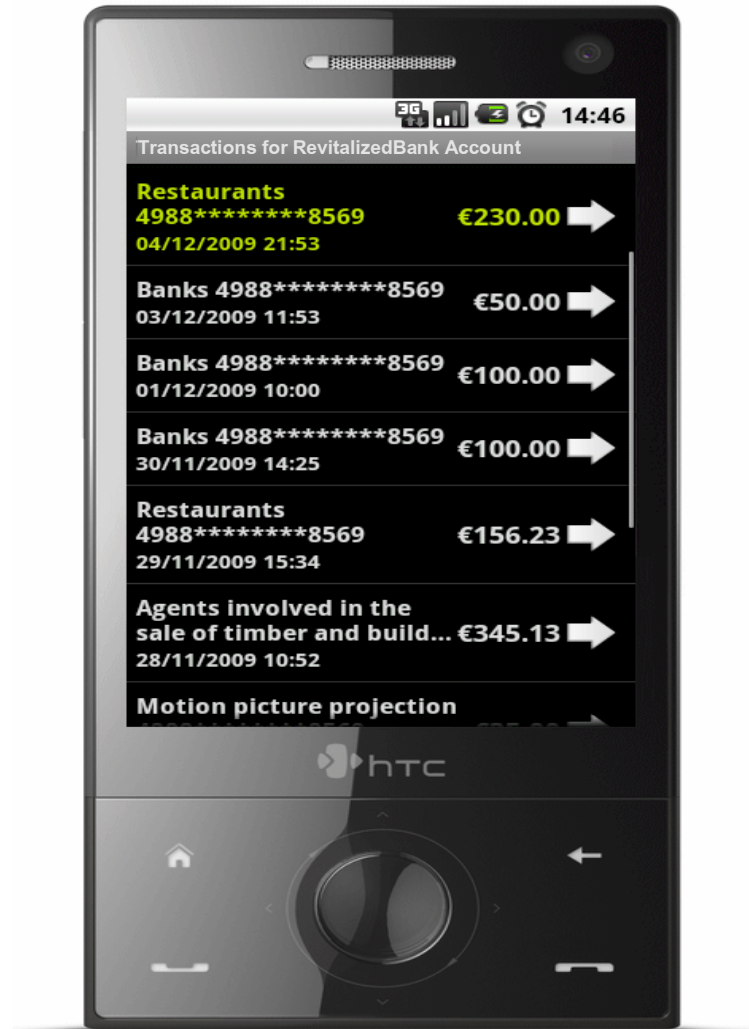 3G
14:46
Transactions for RevitalizedBank Account
Restaurants
4988********8569
€230.00
04/12/2009 21:53
Banks 4988********8569
€50.00
03/12/2009 11:53
Banks 4988********8569
€100.00
01/12/2009 10:00
Banks 4988********8569
€100.00
30/11/2009 14:25
Restaurants
4988********8569
€156.23
29/11/2009 15:34
Agents involved in the
sale of timber and build...
€345.13
28/11/2009 10:52
Motion picture projection
hTC